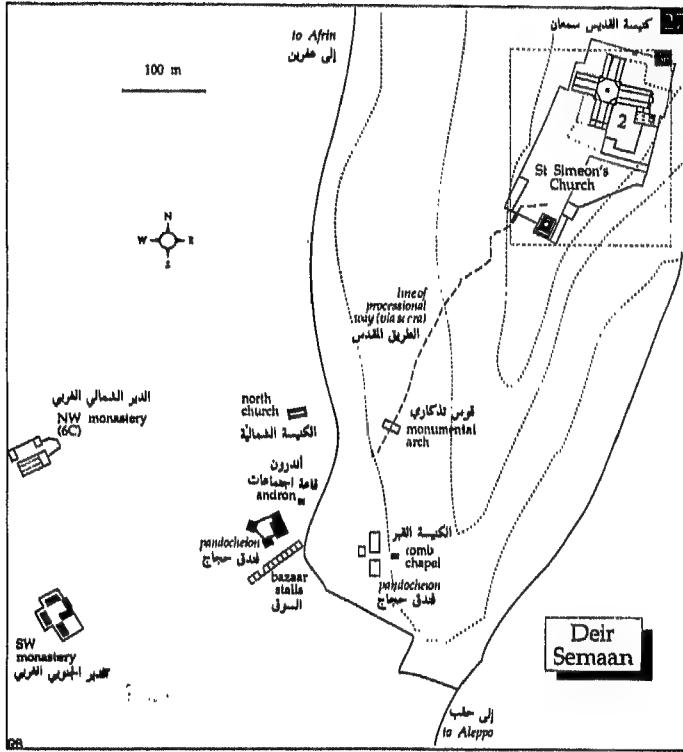 to Afrin
إلى عفرين
كنيسة القديس سمعان
100 m
2
St Simeon's
Church
N
W
E
S
line of
processional
way (via sacra)
الطريق المقدس
الدير الشمالي الغربي
NW monastery
(6C)
north
church
الكنيسة الشمالية
قوس تذكاري
monumental
arch
أندرون
قاعة اجتماعات
andron
pandocheion
فندق حجاج
bazaar
stalls
السوق
الكنيسة القبر
tomb
chapel
pandocheion
فندق حجاج
SW
monastery
الدير الجنوبي الغربي
Deir
Semaan
إلى حلب
to Aleppo